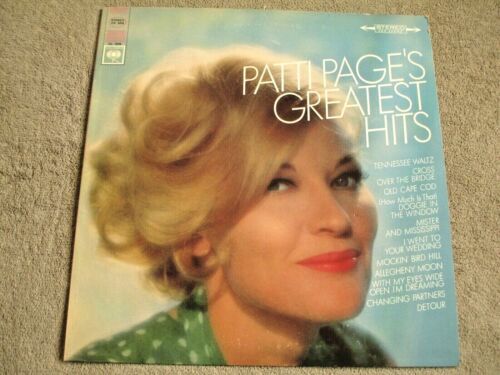 STEREO
PATTI PAGE'S
GREATEST
HITS
TENNESSEE WALTZ
CROSS
OVER THE BRIDGE
OLD CAPE COD
(How Much Is That)
DOGGIE IN
THE WINDOW
MISTER
AND MISSISSIPPI
I WENT TO
YOUR WEDDING
MOCKIN' BIRD HILL
ALLEGHENY MOON
WITH MY EYES WIDE
OPEN I'M DREAMING
CHANGING PARTNERS
DETOUR